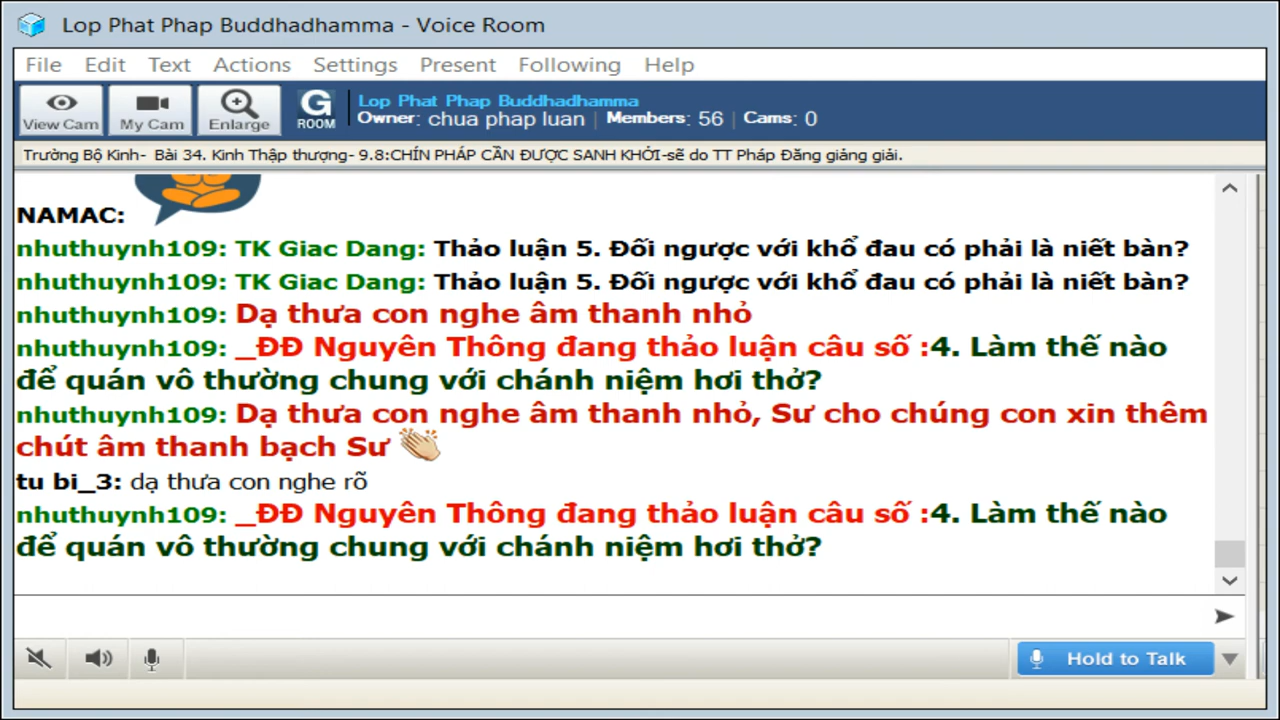 Lop Phat Phap Buddhadhamma - Voice Room
File Edit Text Actions Settings Present Following Help
View Cam My Cam Enlarge G ROOM
Lop Phat Phap Buddhadhamma
Owner: chua phap luan | Members: 56 | Cams: 0
Trường Bộ Kinh- Bài 34. Kinh Thập thượng- 9.8:CHÍN PHÁP CẦN ĐƯỢC SANH KHỞI-sẽ do TT Pháp Đăng giảng giải.
NAMAC:
nhuthuynh109: TK Giac Dang: Thảo luận 5. Đối ngược với khổ đau có phải là niết bàn?
nhuthuynh109: TK Giac Dang: Thảo luận 5. Đối ngược với khổ đau có phải là niết bàn?
nhuthuynh109: Dạ thưa con nghe âm thanh nhỏ
nhuthuynh109: _ĐĐ Nguyên Thông đang thảo luận câu số :4. Làm thế nào
để quán vô thường chung với chánh niệm hơi thở?
nhuthuynh109: Dạ thưa con nghe âm thanh nhỏ, Sư cho chúng con xin thêm
chút âm thanh bạch Sư
tu bi_3: dạ thưa con nghe rõ
nhuthuynh109: _ĐĐ Nguyên Thông đang thảo luận câu số :4. Làm thế nào
để quán vô thường chung với chánh niệm hơi thở?
Hold to Talk